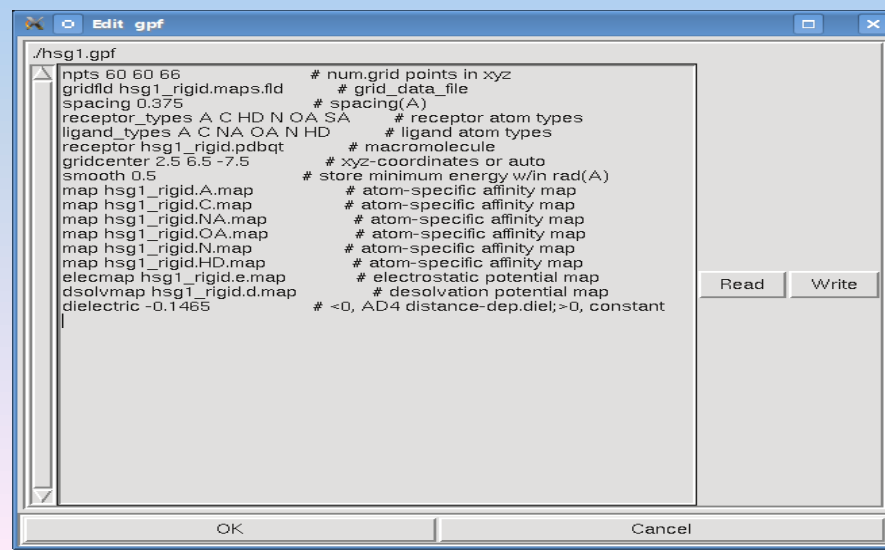 Edit gpf
./hsg1.gpf
npts 60 60 66 # num.grid points in xyz
gridfld hsg1_rigid.maps.fld # grid_data_file
spacing 0.375 # spacing(A)
receptor_types A C HD N OA SA # receptor atom types
ligand_types A C NA OA N HD # ligand atom types
receptor hsg1_rigid.pdbqt # macromolecule
gridcenter 2.5 6.5 -7.5 # xyz-coordinates or auto
smooth 0.5 # store minimum energy w/in rad(A)
map hsg1_rigid.A.map # atom-specific affinity map
map hsg1_rigid.C.map # atom-specific affinity map
map hsg1_rigid.NA.map # atom-specific affinity map
map hsg1_rigid.OA.map # atom-specific affinity map
map hsg1_rigid.N.map # atom-specific affinity map
map hsg1_rigid.HD.map # atom-specific affinity map
elecmap hsg1_rigid.e.map # electrostatic potential map
dsolvmap hsg1_rigid.d.map # desolvation potential map
dielectric -0.1465 # <0, AD4 distance-dep.diel;>0, constant
Read Write
OK Cancel